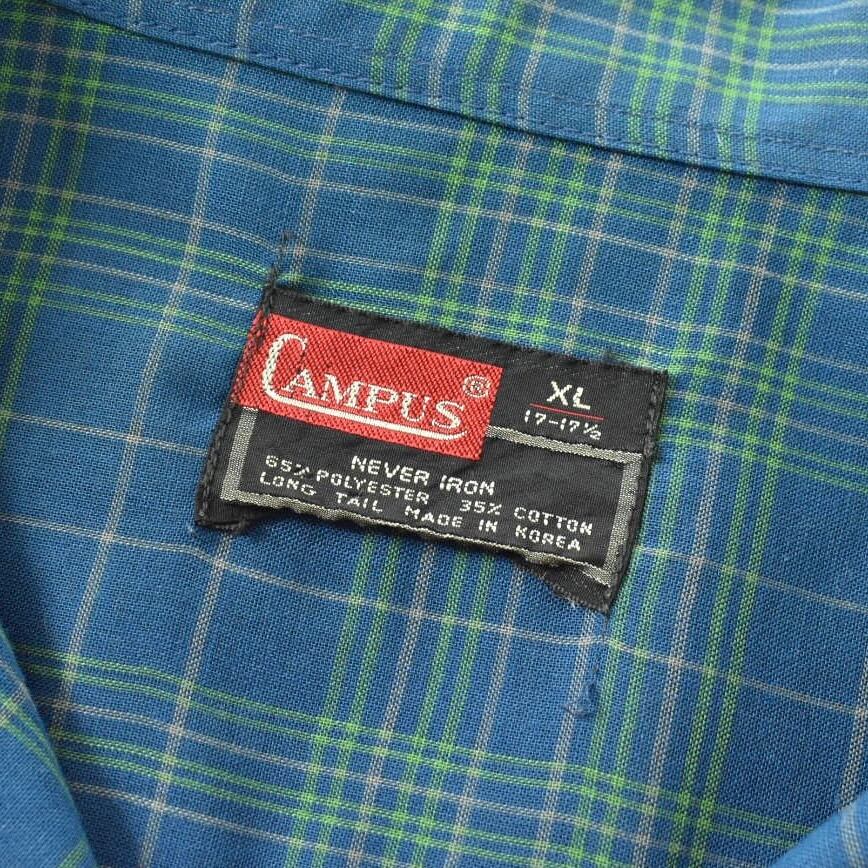 CAMPUS®
XL
17-17½
NEVER IRON
65% POLYESTER 35% COTTON
LONG TAIL MADE IN KOREA